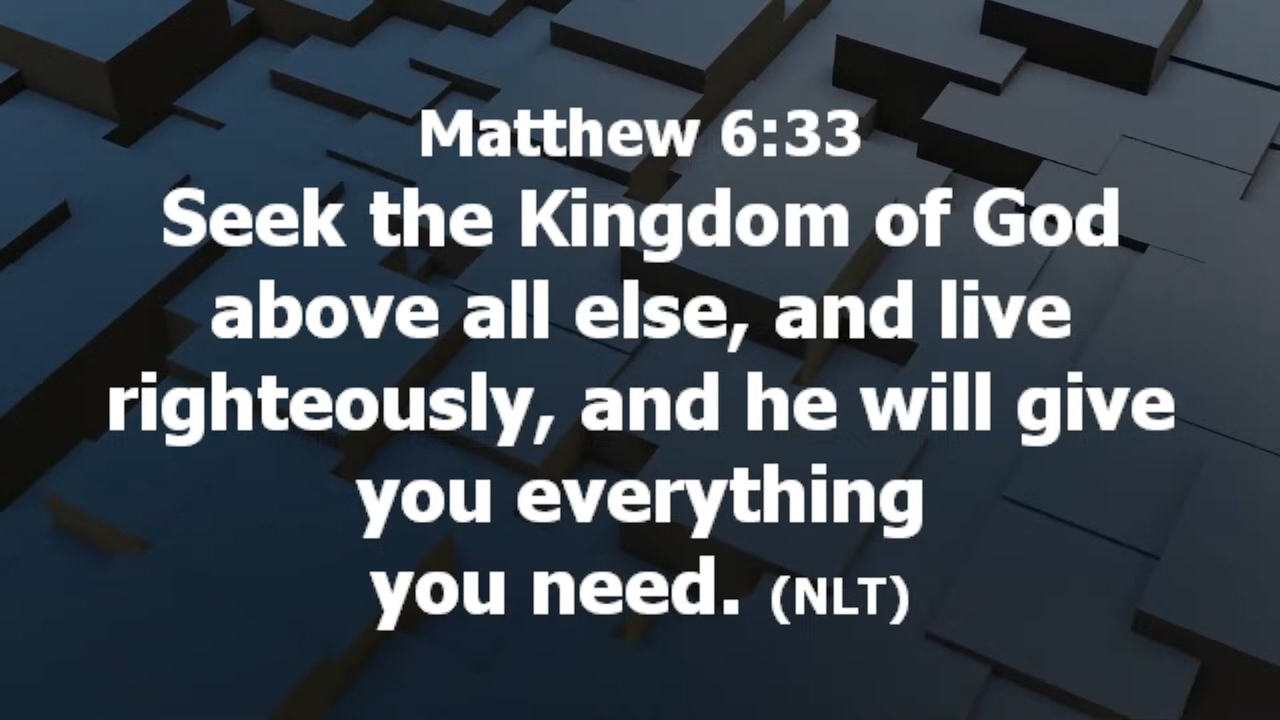 Matthew 6:33
Seek the Kingdom of God
above all else, and live
righteously, and he will give
you everything
you need. (NLT)